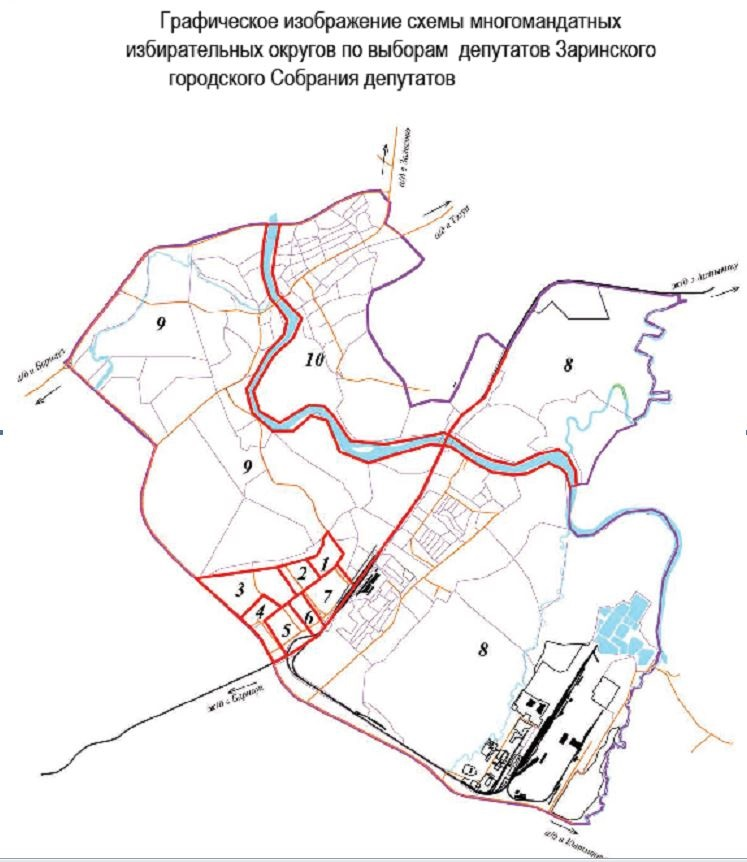 Графическое изображение схемы многомандатных
избирательных округов по выборам депутатов Заринского
городского Собрания депутатов
а/д
9
10
8
9
1
2
3
7
4
6
5
8
ж/д г Барнаул